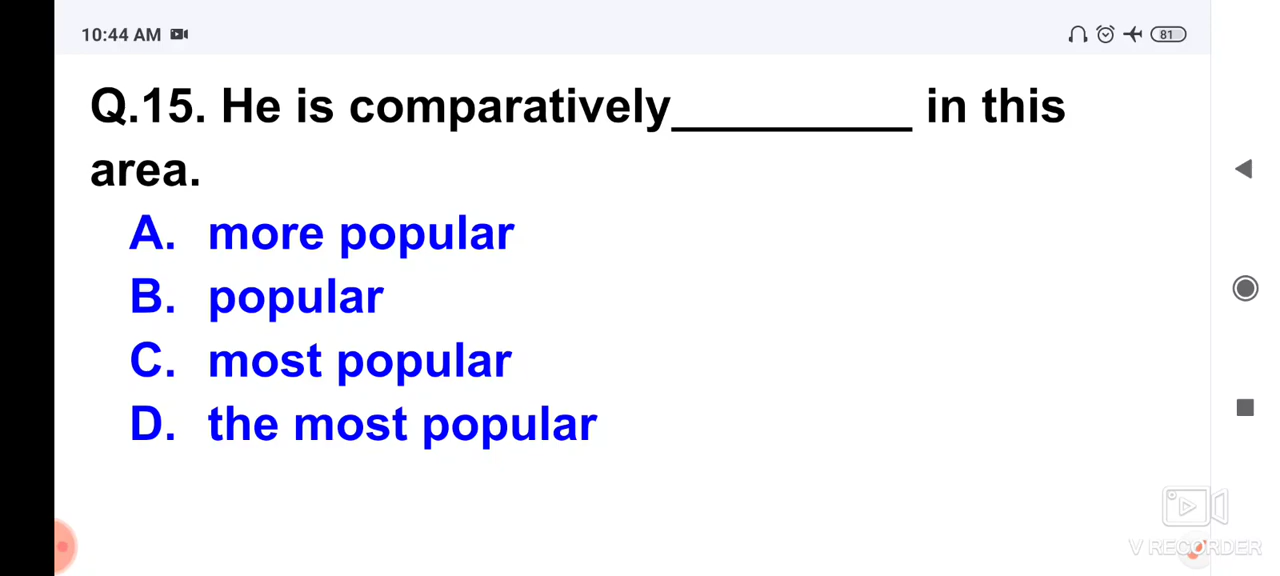 10:44 AM
81
Q.15. He is comparatively_________ in this
area.
A. more popular
B. popular
C. most popular
D. the most popular
V RECORDER